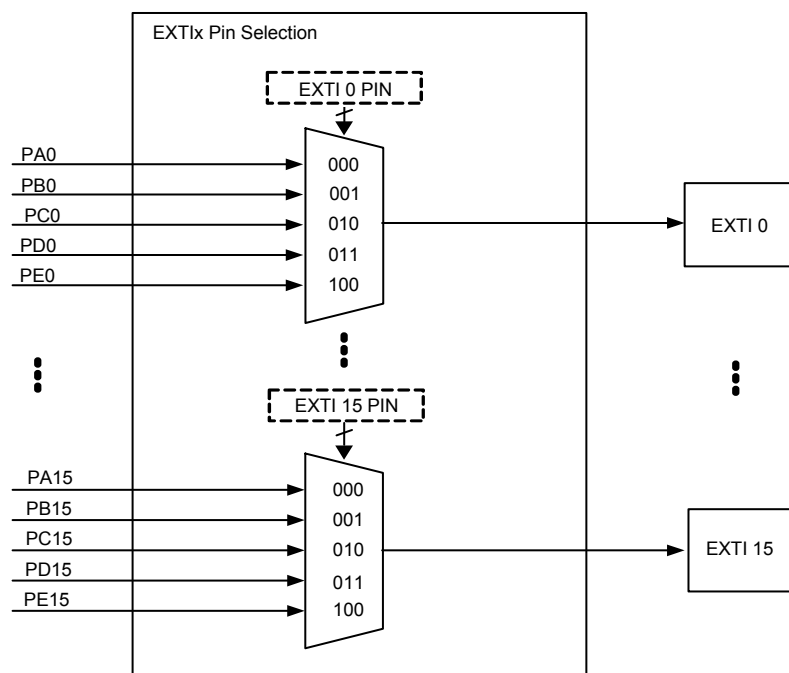 EXTIx Pin Selection
EXTI 0 PIN
PA0
000
PB0
001
PC0
010
EXTI 0
PD0
011
PE0
100
EXTI 15 PIN
PA15
000
PB15
001
PC15
010
EXTI 15
PD15
011
PE15
100